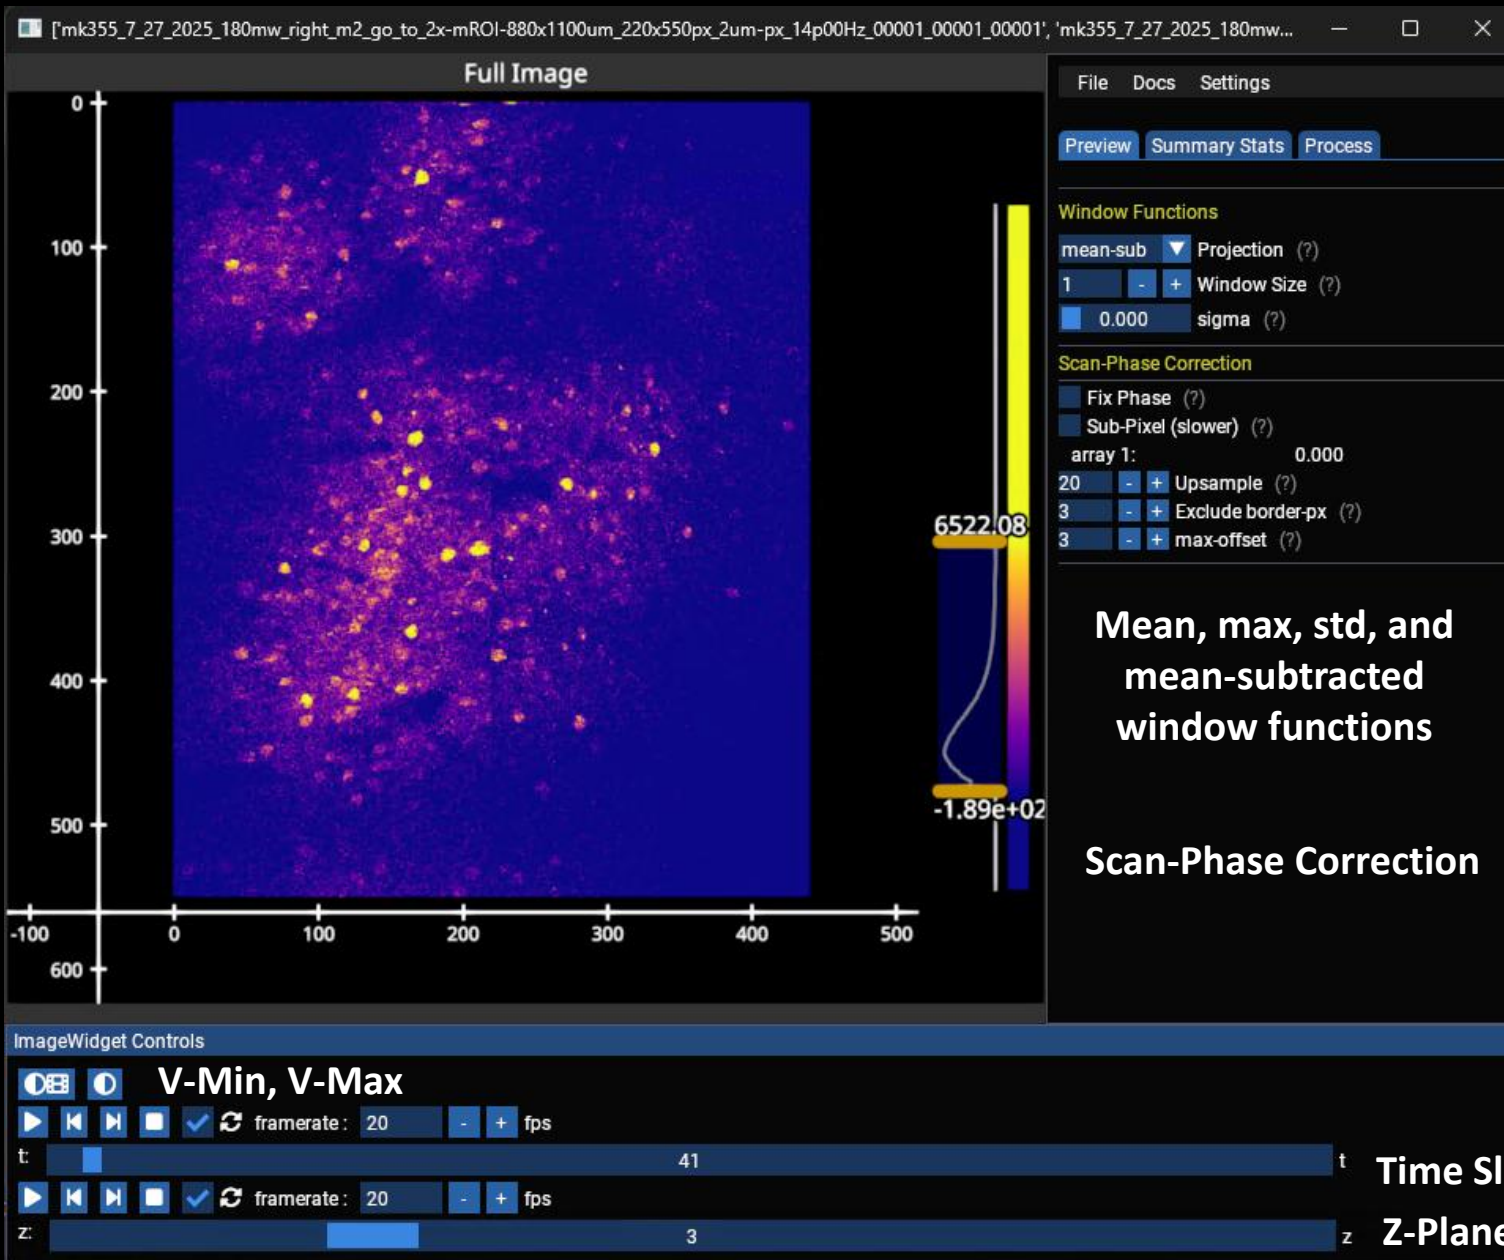 ['mk355_7_27_2025_180mw_right_m2_go_to_2x-mROI-880x1100um_220x550px_2um-px_14p00Hz_00001_00001_00001', 'mk355_7_27_2025_180mw...
Full Image
0
100
200
300
400
500
600
-100
0
100
200
300
400
500
6522.08
-1.89e+02
File Docs Settings
Preview Summary Stats Process
Window Functions
mean-sub Projection (?)
1 - + Window Size (?)
0.000 sigma (?)
Scan-Phase Correction
Fix Phase (?)
Sub-Pixel (slower) (?)
array 1: 0.000
20 - + Upsample (?)
3 - + Exclude border-px (?)
3 - + max-offset (?)
Mean, max, std, and
mean-subtracted
window functions
Scan-Phase Correction
ImageWidget Controls
V-Min, V-Max
framerate : 20 - + fps
t: 41 t
Time Sl
framerate : 20 - + fps
z: 3 z
Z-Plane